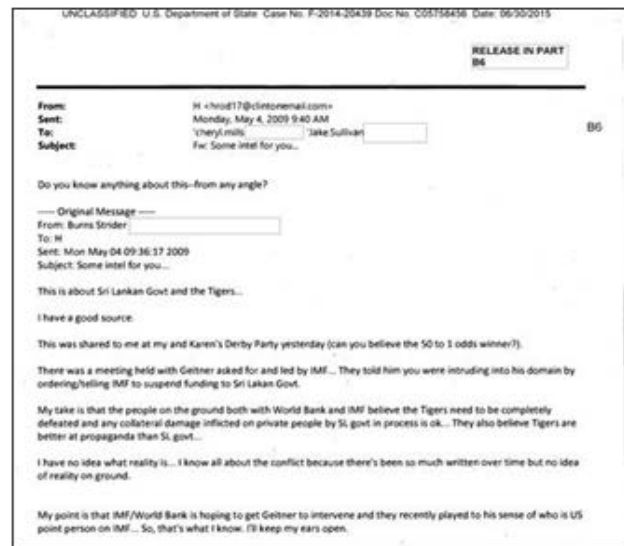 UNCLASSIFIED U.S. Department of State Case No. F-2014-20439 Doc No. C05758456 Date: 06/30/2015
RELEASE IN PART
B6
From: H <hrod17@clintonemail.com>
Sent: Monday, May 4, 2009 9:40 AM
To: 'cheryl.mills 'Jake.Sullivan
Subject: Fw: Some intel for you...
B6
Do you know anything about this--from any angle?
----- Original Message -----
From: Burns Strider
To: H
Sent: Mon May 04 09:36:17 2009
Subject: Some intel for you...
This is about Sri Lankan Govt and the Tigers...
I have a good source.
This was shared to me at my and Karen's Derby Party yesterday (can you believe the 50 to 1 odds winner?).
There was a meeting held with Geitner asked for and led by IMF... They told him you were intruding into his domain by
ordering/telling IMF to suspend funding to Sri Lakan Govt.
My take is that the people on the ground both with World Bank and IMF believe the Tigers need to be completely
defeated and any collateral damage inflicted on private people by SL govt in process is ok... They also believe Tigers are
better at propaganda than SL govt...
I have no idea what reality is... I know all about the conflict because there's been so much written over time but no idea
of reality on ground.
My point is that IMF/World Bank is hoping to get Geitner to intervene and they recently played to his sense of who is US
point person on IMF... So, that's what I know. I'll keep my ears open.